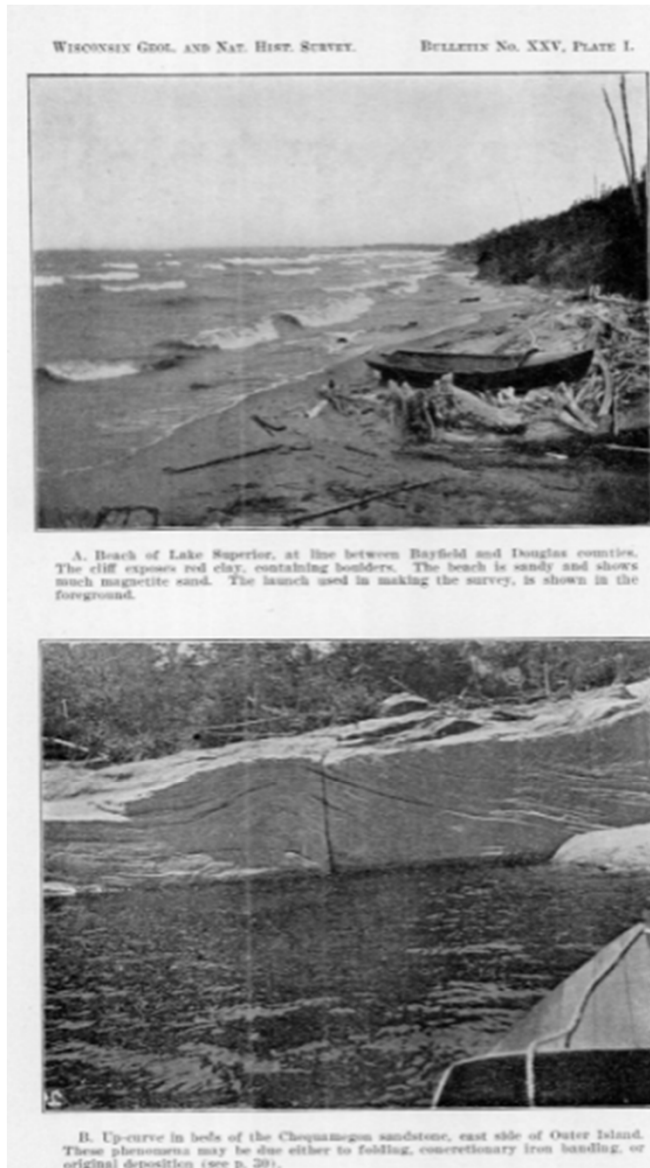 WISCONSIN GEOL. AND NAT. HIST. SURVEY. BULLETIN NO. XXV, PLATE I.
A. Beach of Lake Superior, at line between Bayfield and Douglas counties.
The cliff exposes red clay, containing boulders. The beach is sandy and shows
much magnetite sand. The launch used in making the survey, is shown in the
foreground.
B. Up-curve in beds of the Chequamegon sandstone, east side of Outer Island.
These phenomena may be due either to folding, concretionary iron banding, or
original deposition (see p. 30).